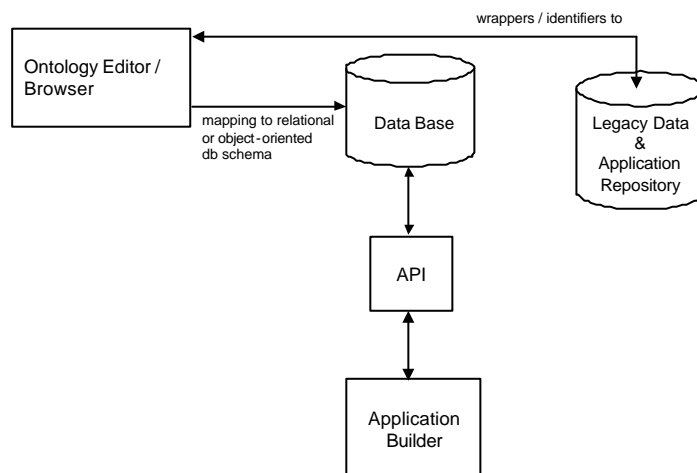 wrappers / identifiers to
Ontology Editor /
Browser
mapping to relational
or object-oriented
db schema
Data Base
Legacy Data
&
Application
Repository
API
Application
Builder